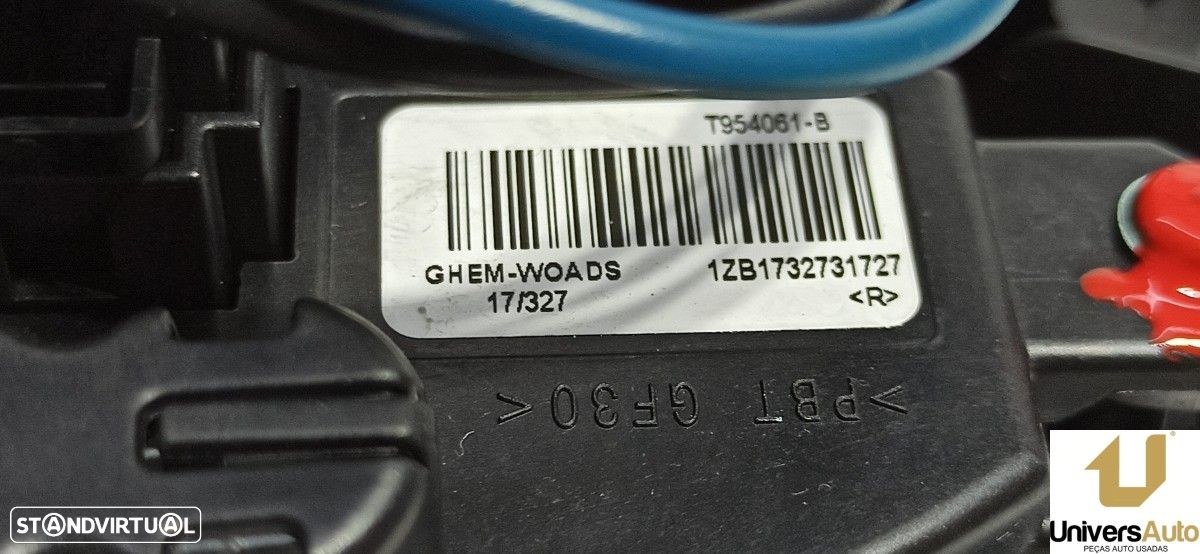 T954061-B
GHEM-WOADS 1ZB1732731727
17/327 <R>
>PBT GF30<
STANDVIRTUAL
UniversAuto
PEÇAS AUTO USADAS